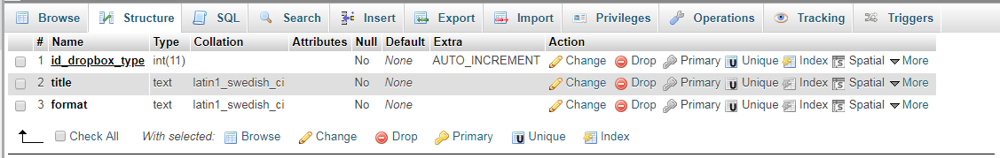 Browse Structure SQL Search Insert Export Import Privileges Operations Tracking Triggers
# Name Type Collation Attributes Null Default Extra Action
1 id_dropbox_type int(11) No None AUTO_INCREMENT Change Drop Primary Unique Index Spatial More
2 title text latin1_swedish_ci No None Change Drop Primary Unique Index Spatial More
3 format text latin1_swedish_ci No None Change Drop Primary Unique Index Spatial More
Check All With selected: Browse Change Drop Primary Unique Index